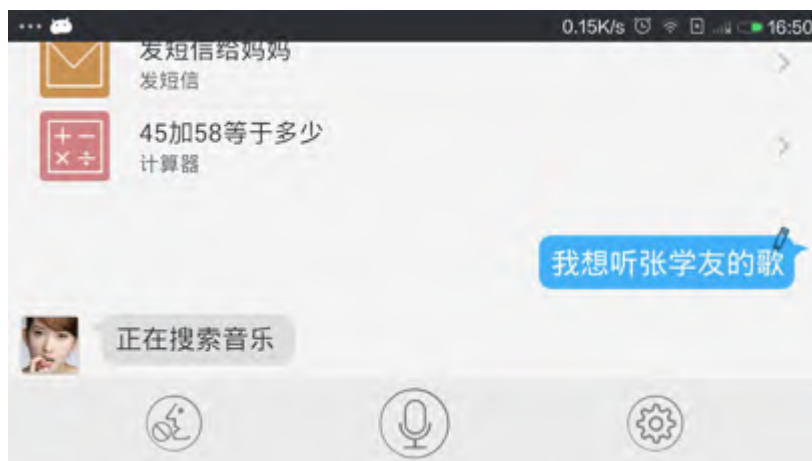 ... 0.15K/s 16:50
发短信给妈妈
发短信
45加58等于多少
计算器
我想听张学友的歌
正在搜索音乐